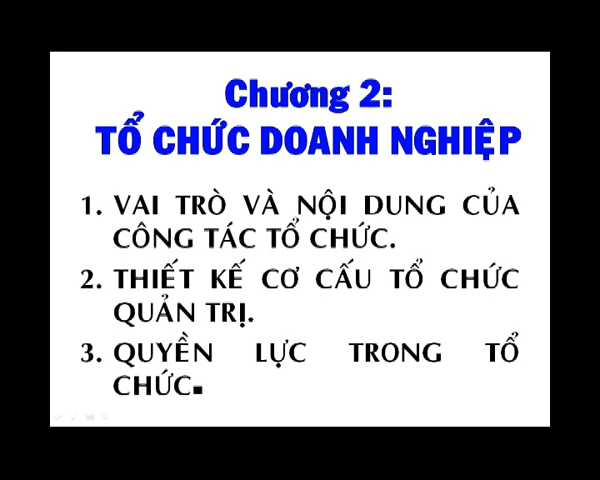 Chương 2:
TỔ CHỨC DOANH NGHIỆP
1. VAI TRÒ VÀ NỘI DUNG CỦA
CÔNG TÁC TỔ CHỨC.
2. THIẾT KẾ CƠ CẤU TỔ CHỨC
QUẢN TRỊ.
3. QUYỀN LỰC TRONG TỔ
CHỨC.